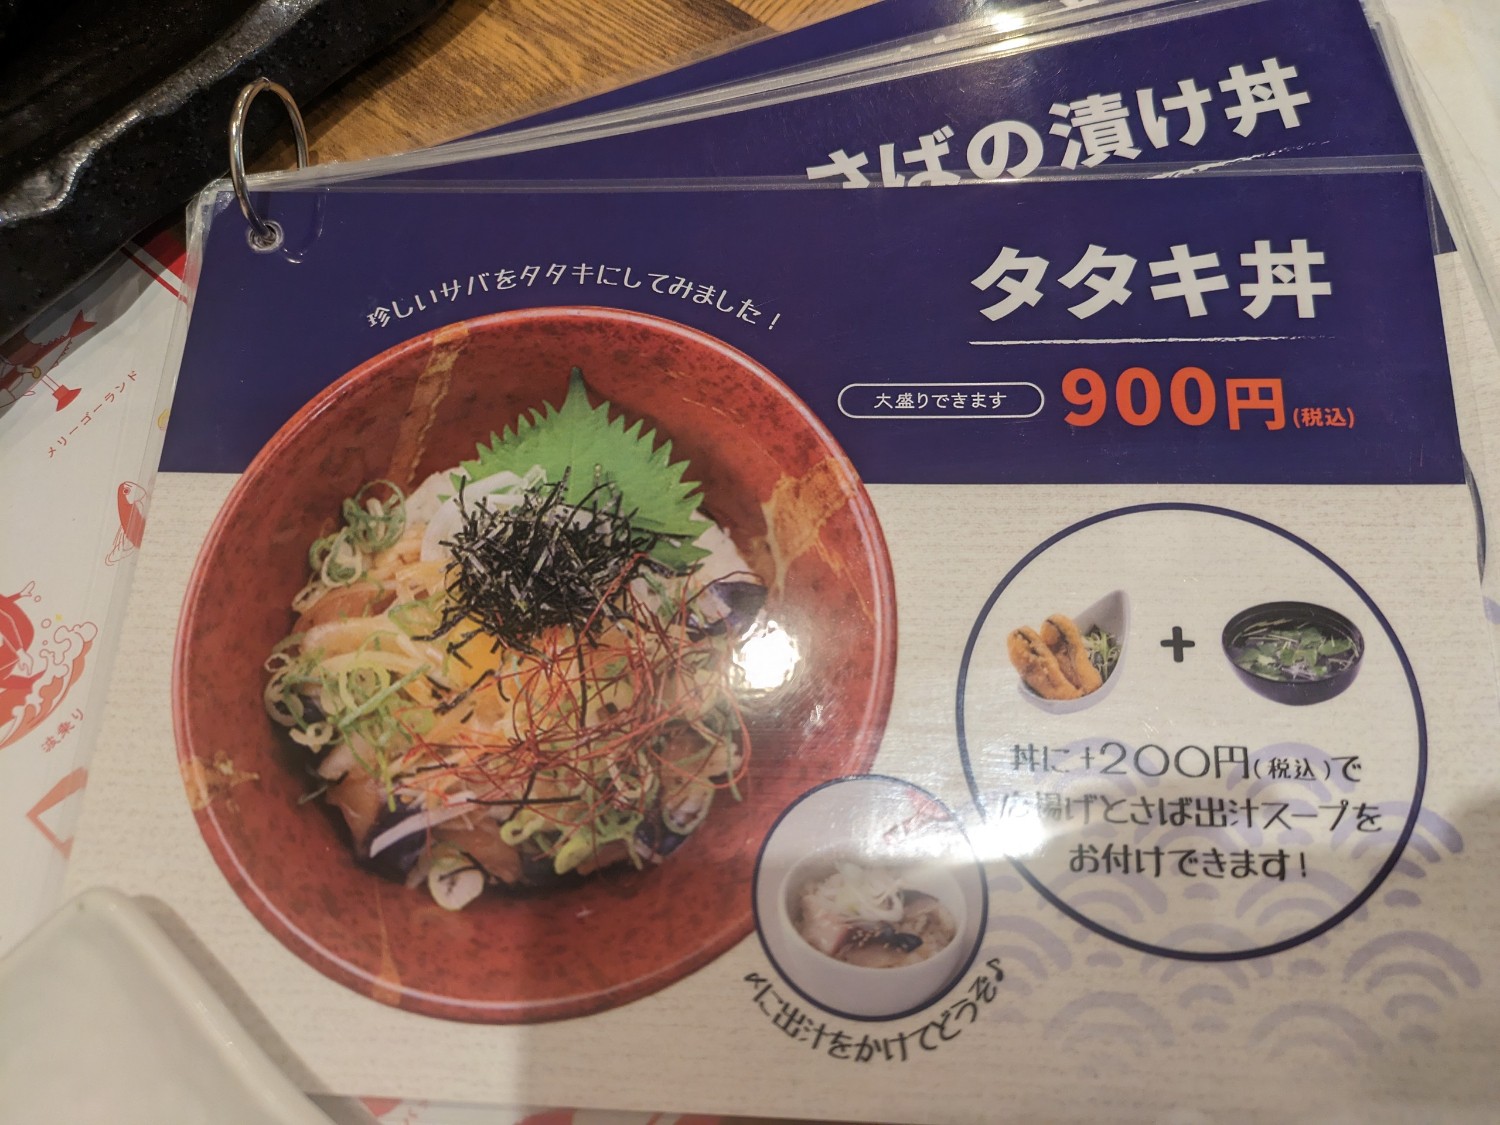 さばの漬け丼
タタキ丼
珍しいサバをタタキにしてみました！
大盛りできます
900円(税込)
+
丼に+200円(税込)で
揚げとさば出汁スープを
お付けできます！
に出汁をかけてどうぞ♪
メリーゴーランド
波乗り